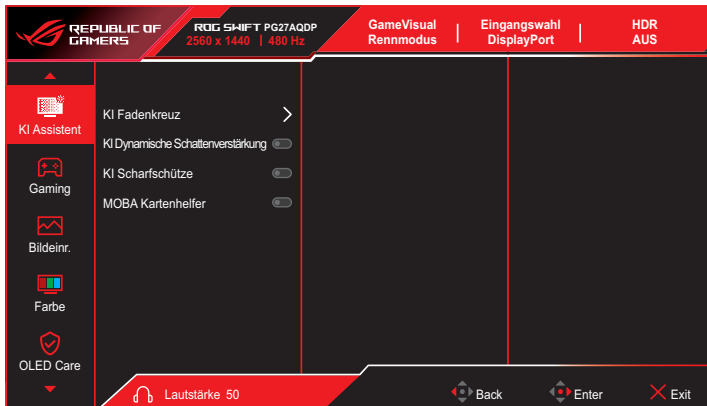 REPUBLIC OF
GAMERS
ROG SWIFT PG27AQDP
2560 x 1440 | 480 Hz
GameVisual
Rennmodus
Eingangswahl
DisplayPort
HDR
AUS
KI Assistent
Gaming
Bildeinr.
Farbe
OLED Care
KI Fadenkreuz
KI Dynamische Schattenverstärkung
KI Scharfschütze
MOBA Kartenhelfer
Lautstärke 50
Back
Enter
Exit